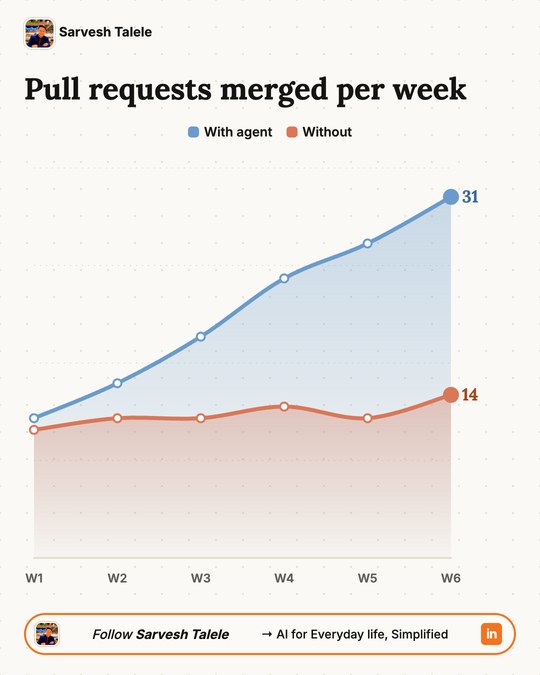 Sarvesh Talele
Pull requests merged per week
With agent Without
31
14
W1 W2 W3 W4 W5 W6
Follow Sarvesh Talele → AI for Everyday life, Simplified in